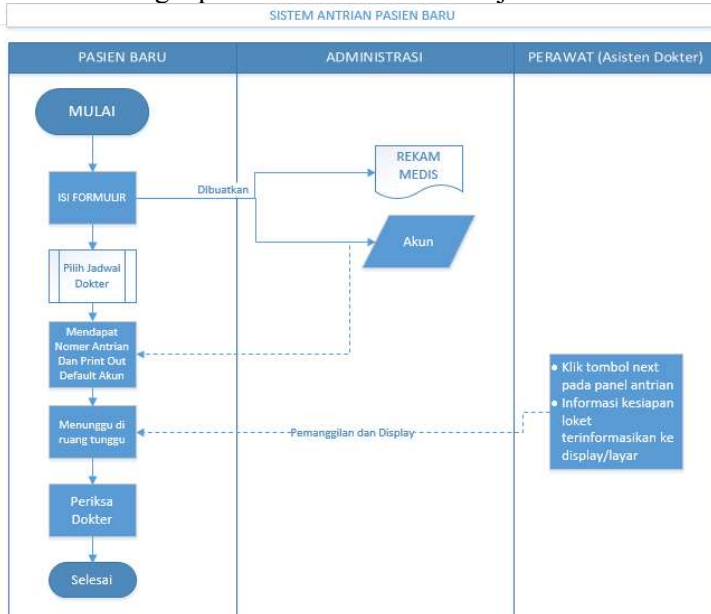 SISTEM ANTRIAN PASIEN BARU
PASIEN BARU
ADMINISTRASI
PERAWAT (Asisten Dokter)
MULAI
ISI FORMULIR
Dibuatkan
REKAM
MEDIS
Akun
Pilih Jadwal
Dokter
Mendapat
Nomer Antrian
Dan Print Out
Default Akun
Menunggu di
ruang tunggu
Pemanggilan dan Display
• Klik tombol next
pada panel antrian
• Informasi kesiapan
loket
terinformasikan ke
display/layar
Periksa
Dokter
Selesai